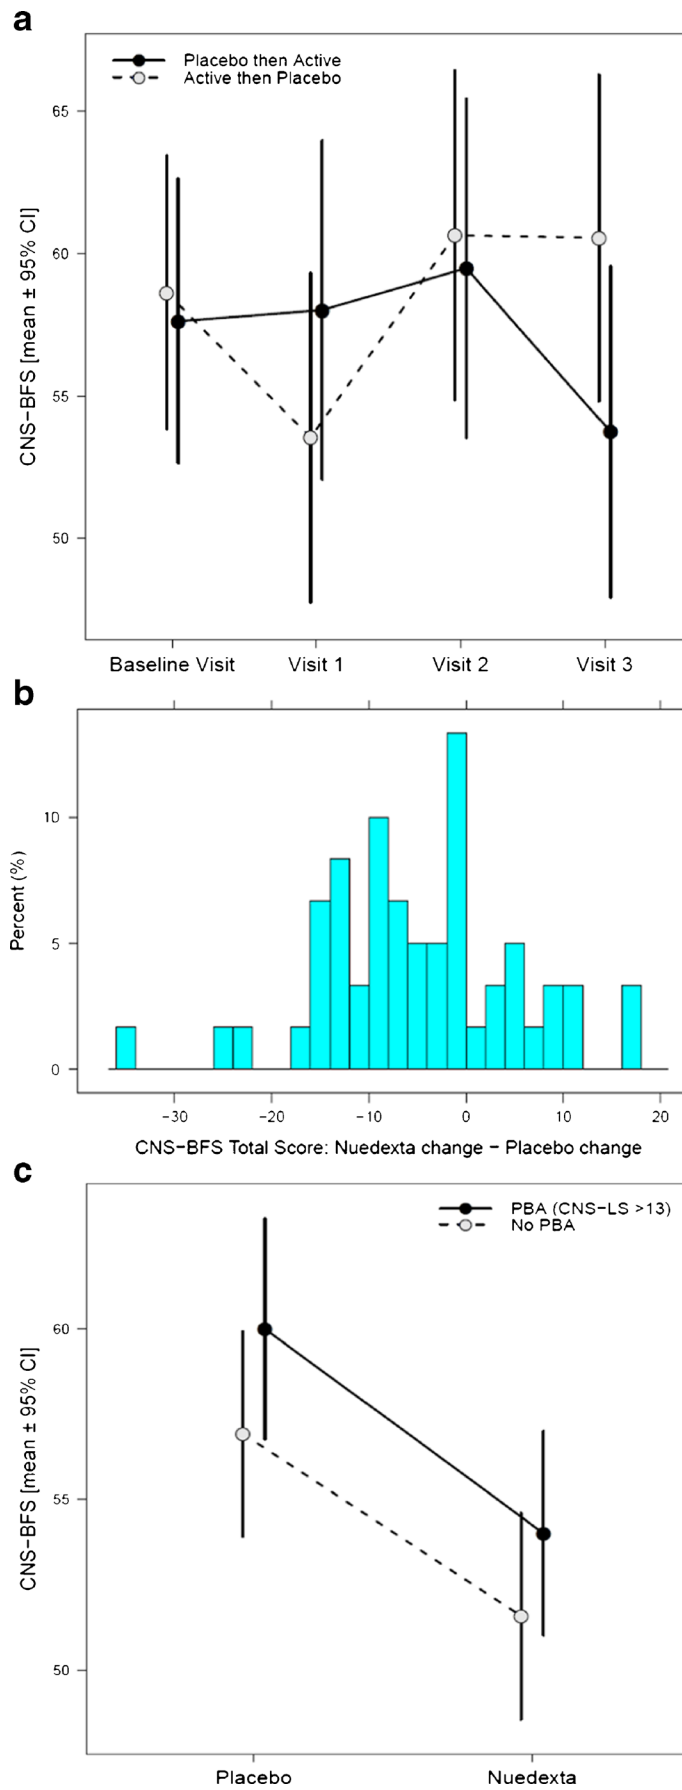 a
Placebo then Active
Active then Placebo
65
60
55
50
CNS−BFS [mean ± 95% CI]
Baseline Visit Visit 1 Visit 2 Visit 3
b
10
5
0
Percent (%)
−30 −20 −10 0 10 20
CNS−BFS Total Score: Nuedexta change − Placebo change
c
PBA (CNS−LS >13)
No PBA
60
55
50
CNS−BFS [mean ± 95% CI]
Placebo Nuedexta